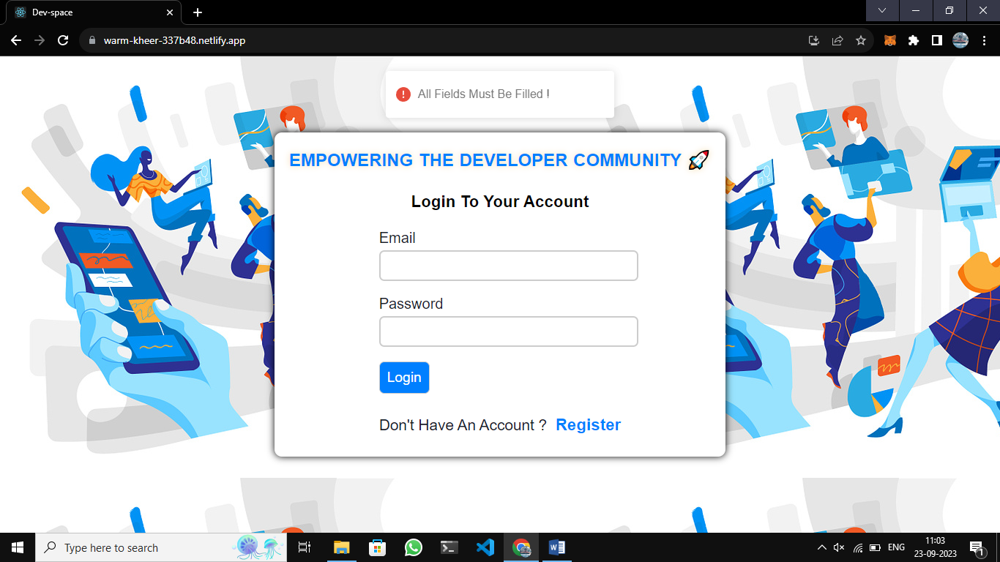 Dev-space
warm-kheer-337b48.netlify.app
All Fields Must Be Filled !
EMPOWERING THE DEVELOPER COMMUNITY 🚀
Login To Your Account
Email
Password
Login
Don't Have An Account ? Register
Type here to search
ENG
11:03
23-09-2023
1